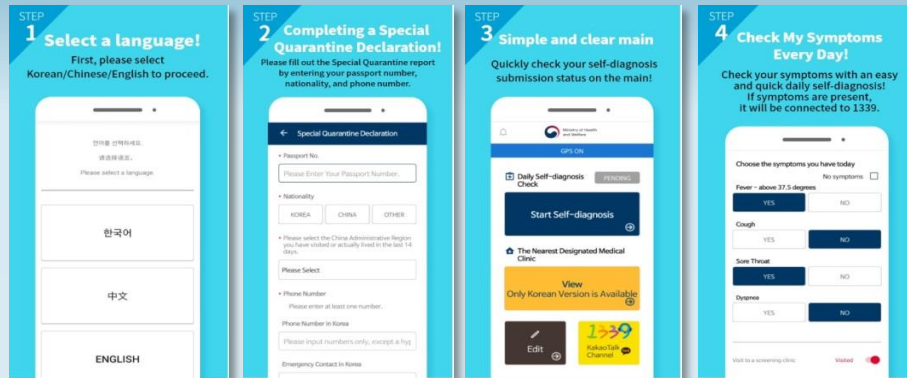 STEP
1
Select a language!
First, please select
Korean/Chinese/English to proceed.
언어를 선택하세요.
请选择语言。
Please select a language
한국어
中文
ENGLISH
STEP
2
Completing a Special
Quarantine Declaration!
Please fill out the Special Quarantine report
by entering your passport number,
nationality, and phone number.
← Special Quarantine Declaration
• Passport No.
Please Enter Your Passport Number.
• Nationality
KOREA CHINA OTHER
• Please select the China Administrative Region
you have visited or actually lived in the last 14
days.
Please Select
• Phone Number
Please enter at least one number.
Phone Number in Korea
Please input numbers only, except a hyp
Emergency Contact in Korea
STEP
3
Simple and clear main
Quickly check your self-diagnosis
submission status on the main!
Ministry of Health
and Welfare
GPS ON
Daily Self-diagnosis
Check
PENDING
Start Self-diagnosis
The Nearest Designated Medical
Clinic
View
Only Korean Version is Available
Edit
1339
KakaoTalk
Channel
STEP
4
Check My Symptoms
Every Day!
Check your symptoms with an easy
and quick daily self-diagnosis!
If symptoms are present,
it will be connected to 1339.
Choose the symptoms you have today
No symptoms
Fever - above 37.5 degrees
YES NO
Cough
YES NO
Sore Throat
YES NO
Dyspnea
YES NO
Visit to a screening clinic Visited